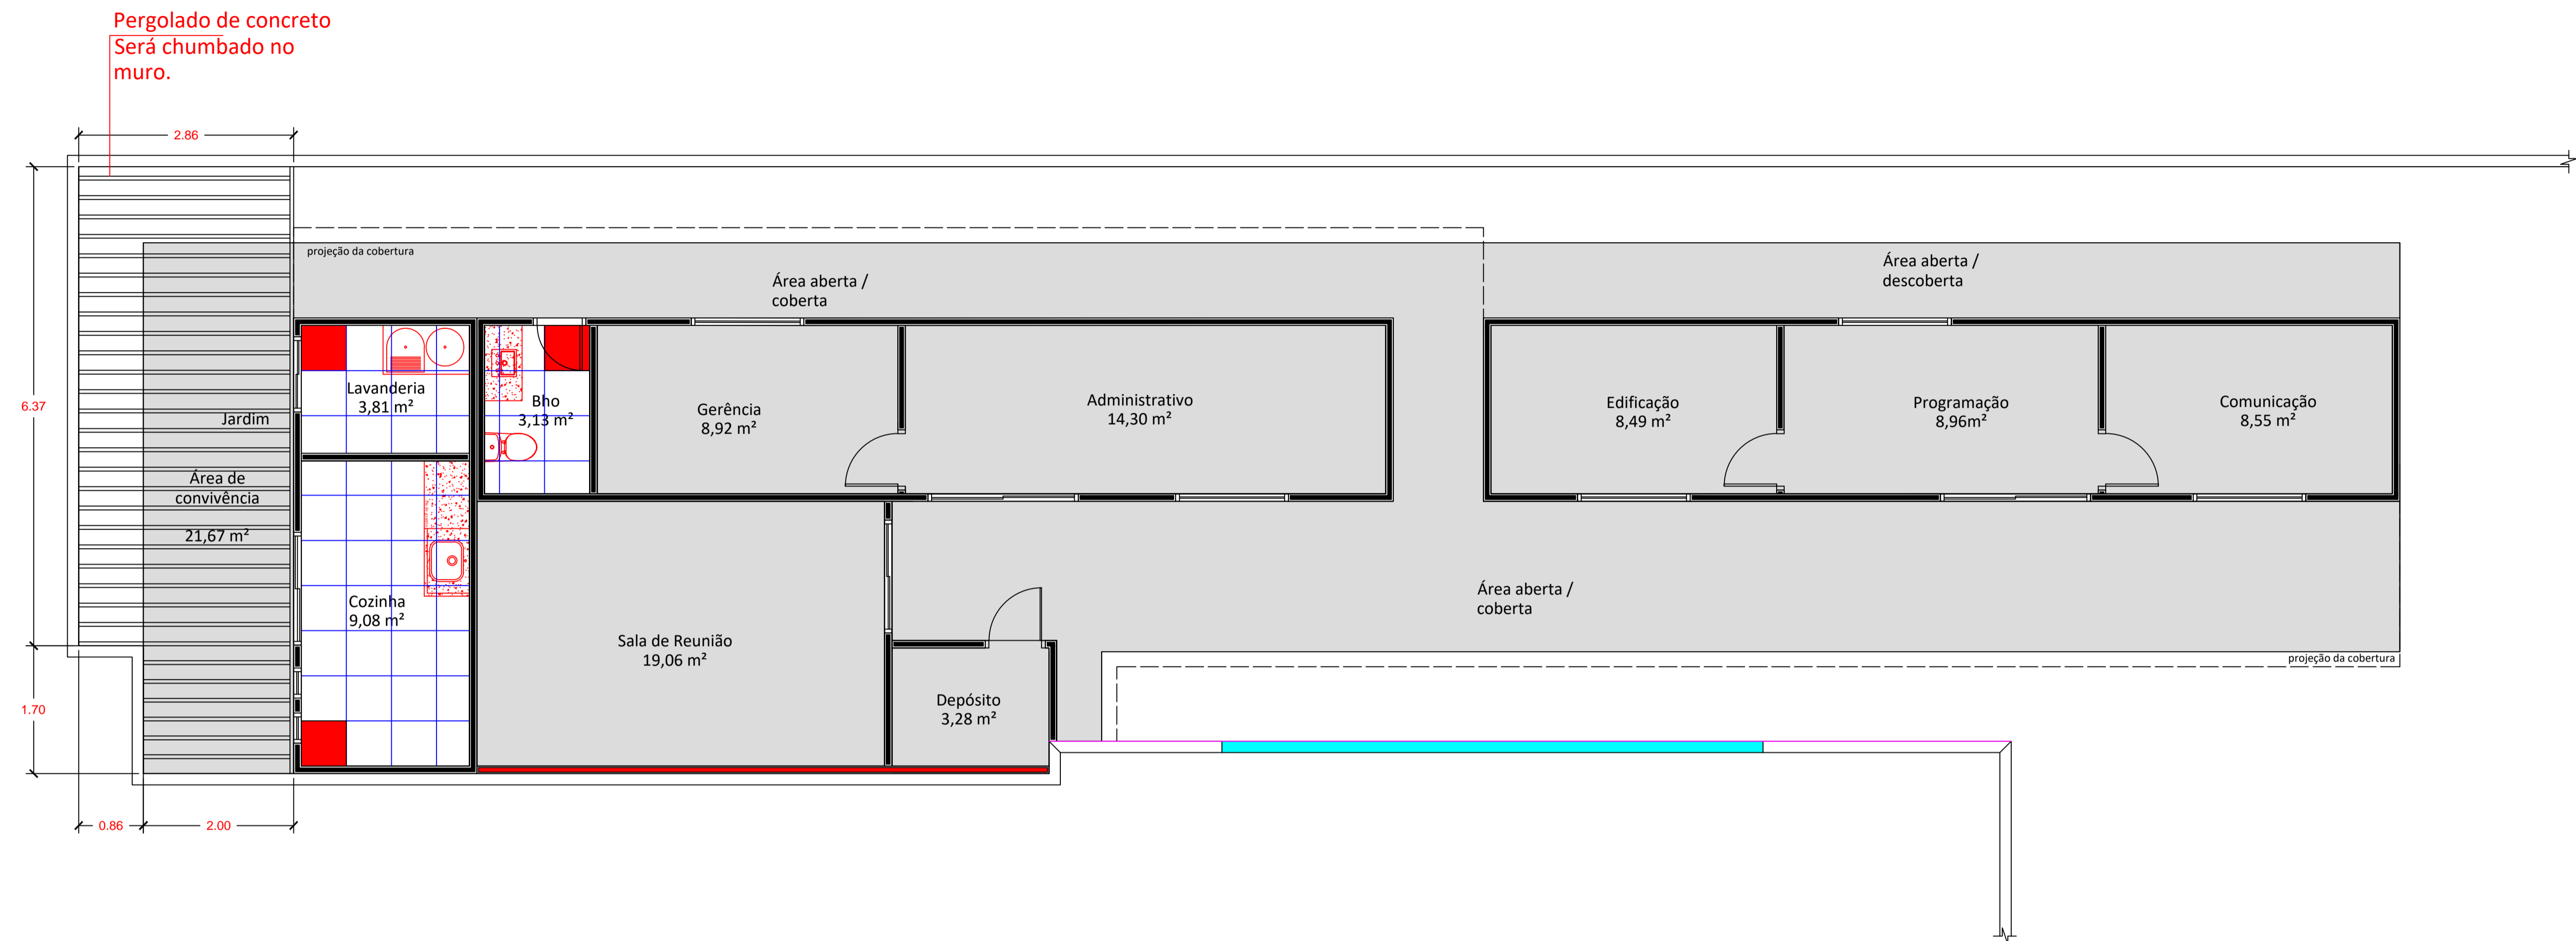 Pergolado de concreto
Será chumbado no
muro.
2.86
projeção da cobertura
Área aberta /
coberta
Área aberta /
descoberta
6.37
Lavanderia
3,81 m²
Bho
3,13 m²
Gerência
8,92 m²
Administrativo
14,30 m²
Edificação
8,49 m²
Programação
8,96m²
Comunicação
8,55 m²
Jardim
Área de
convivência
21,67 m²
Cozinha
9,08 m²
Sala de Reunião
19,06 m²
Área aberta /
coberta
projeção da cobertura
Depósito
3,28 m²
1.70
0.86
2.00